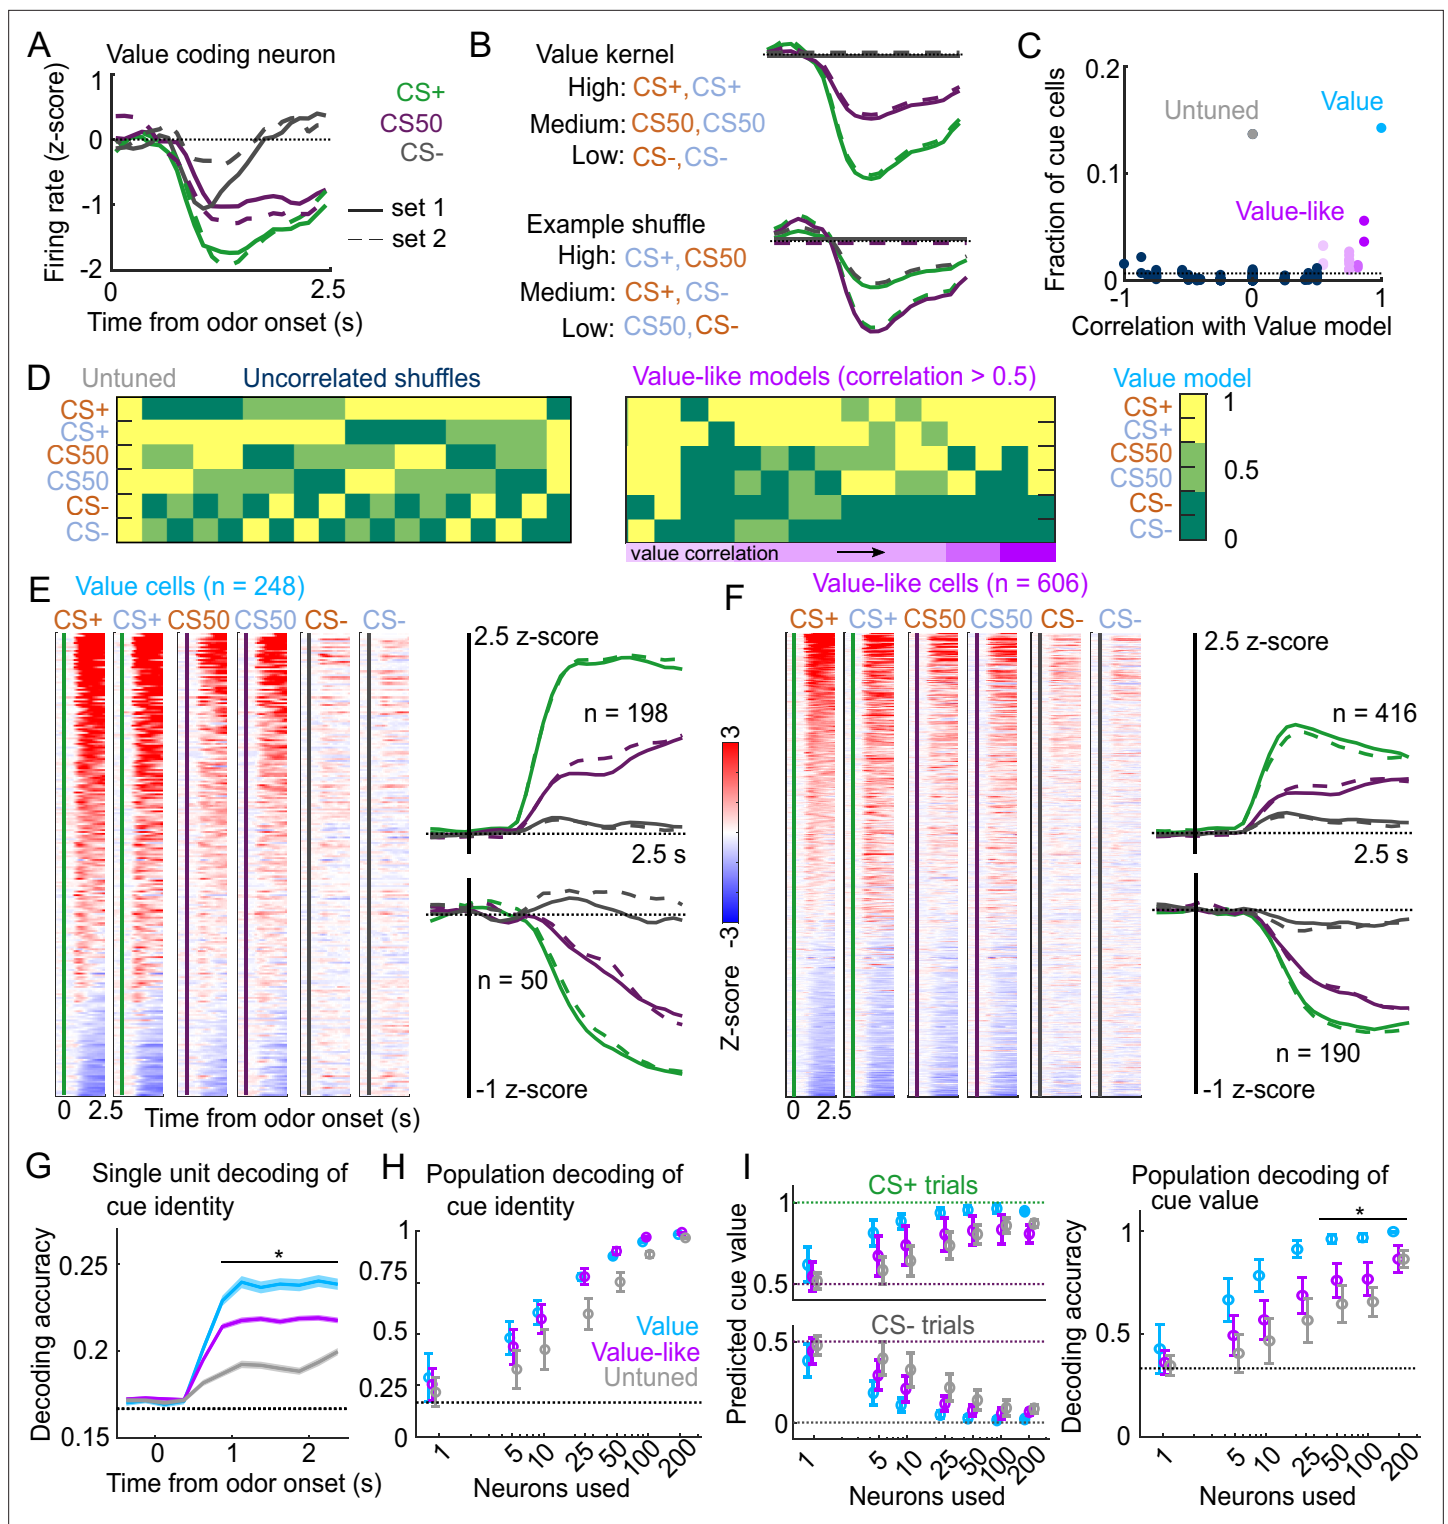 A
Value coding neuron
Firing rate (z-score)
1
0
-1
-2
0
2.5
Time from odor onset (s)
CS+
CS50
CS-
set 1
set 2
B
Value kernel
High: CS+, CS+
Medium: CS50, CS50
Low: CS-, CS-
Example shuffle
High: CS+, CS50
Medium: CS+, CS-
Low: CS50, CS-
C
Fraction of cue cells
0.2
0.1
0
-1
0
1
Untuned
Value
Value-like
Correlation with Value model
D
Untuned
Uncorrelated shuffles
CS+
CS+
CS50
CS50
CS-
CS-
Value-like models (correlation > 0.5)
value correlation
Value model
CS+
CS+
CS50
CS50
CS-
CS-
1
0.5
0
E
Value cells (n = 248)
CS+ CS+ CS50 CS50 CS- CS-
0
2.5
Time from odor onset (s)
2.5 z-score
n = 198
2.5 s
n = 50
-1 z-score
3
-3
Z-score
F
Value-like cells (n = 606)
CS+ CS+ CS50 CS50 CS- CS-
0
2.5
2.5 z-score
n = 416
2.5 s
n = 190
-1 z-score
G
Single unit decoding of
cue identity
Decoding accuracy
0.25
0.2
0.15
*
0
1
2
Time from odor onset (s)
H
Population decoding of
cue identity
1
0.75
0.5
0.25
0
Value
Value-like
Untuned
1
5
10
25
50
100
200
Neurons used
I
CS+ trials
Predicted cue value
1
0.5
CS- trials
0.5
0
1
5
10
25
50
100
200
Neurons used
Population decoding of
cue value
*
Decoding accuracy
1
0.5
0
1
5
10
25
50
100
200
Neurons used